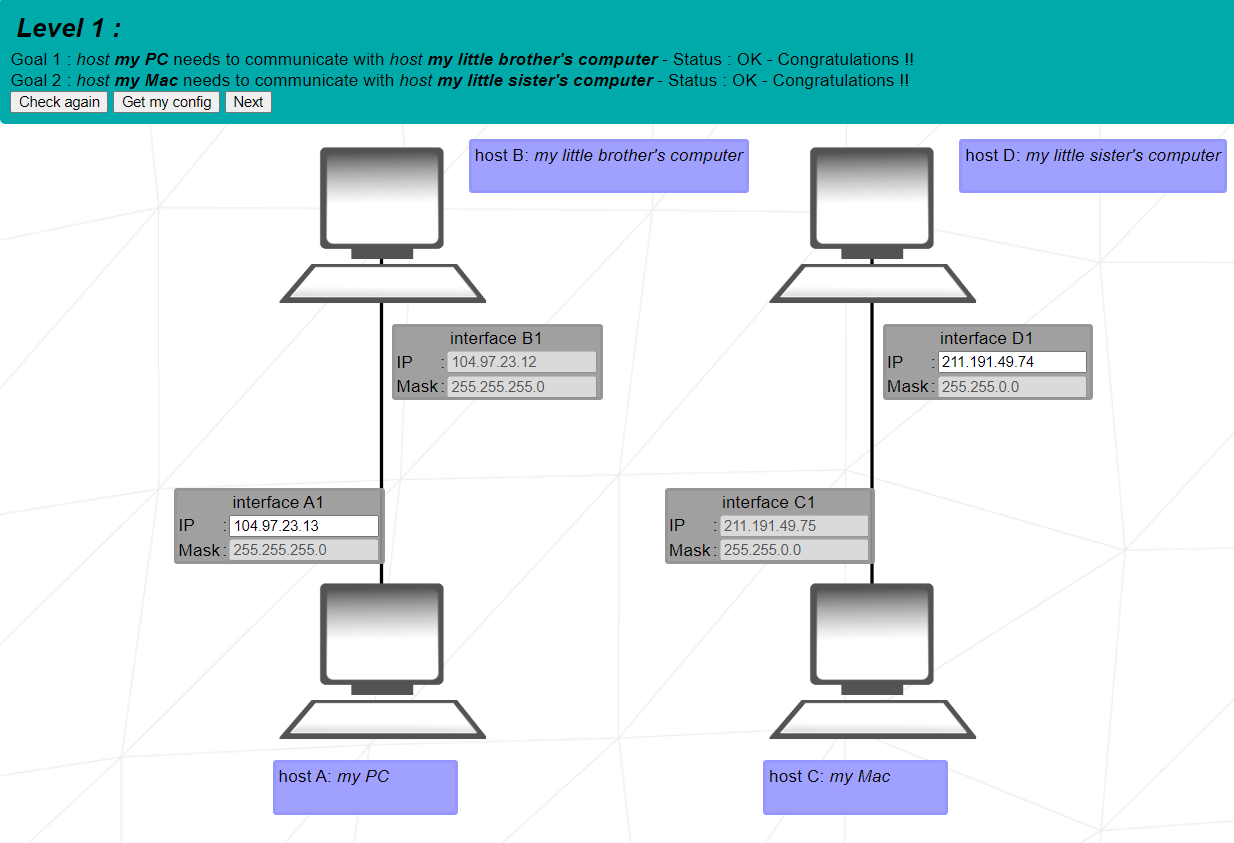 Level 1 :
Goal 1 : host my PC needs to communicate with host my little brother's computer - Status : OK - Congratulations !!
Goal 2 : host my Mac needs to communicate with host my little sister's computer - Status : OK - Congratulations !!
Check again Get my config Next
host B: my little brother's computer
host D: my little sister's computer
interface B1
IP : 104.97.23.12
Mask : 255.255.255.0
interface D1
IP : 211.191.49.74
Mask : 255.255.0.0
interface A1
IP : 104.97.23.13
Mask : 255.255.255.0
interface C1
IP : 211.191.49.75
Mask : 255.255.0.0
host A: my PC
host C: my Mac